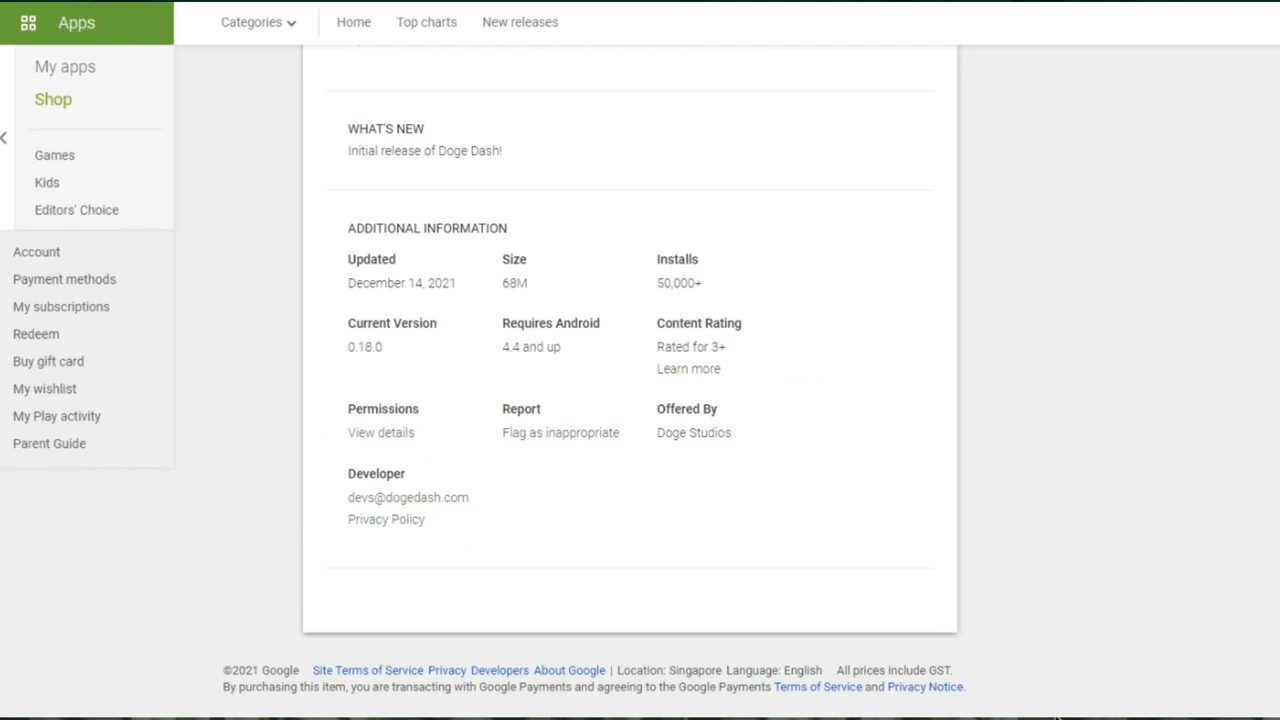 Apps
Categories
Home
Top charts
New releases
My apps
Shop
Games
Kids
Editors' Choice
Account
Payment methods
My subscriptions
Redeem
Buy gift card
My wishlist
My Play activity
Parent Guide
WHAT'S NEW
Initial release of Doge Dash!
ADDITIONAL INFORMATION
Updated
December 14, 2021
Size
68M
Installs
50,000+
Current Version
0.18.0
Requires Android
4.4 and up
Content Rating
Rated for 3+
Learn more
Permissions
View details
Report
Flag as inappropriate
Offered By
Doge Studios
Developer
devs@dogedash.com
Privacy Policy
©2021 Google Site Terms of Service Privacy Developers About Google | Location: Singapore Language: English All prices include GST.
By purchasing this item, you are transacting with Google Payments and agreeing to the Google Payments Terms of Service and Privacy Notice.